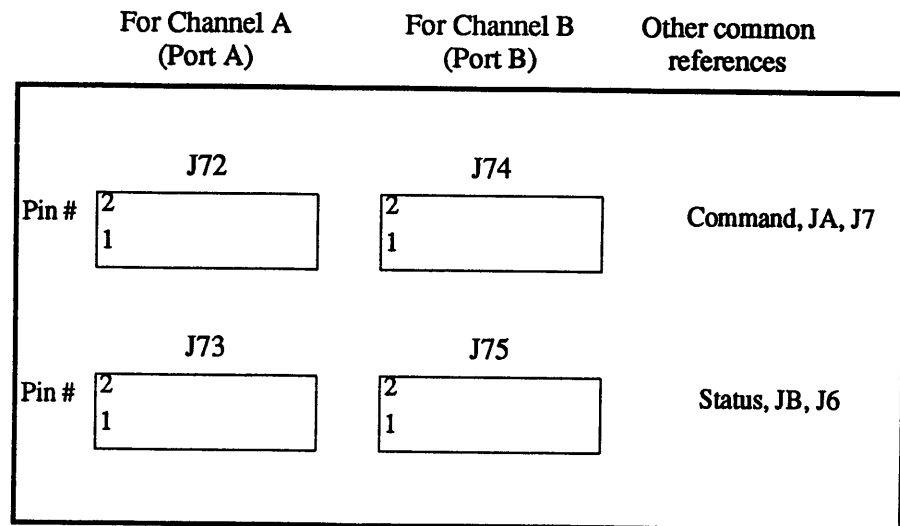 For Channel A
(Port A)
For Channel B
(Port B)
Other common
references
J72
J74
Pin #
2
1
2
1
Command, JA, J7
J73
J75
Pin #
2
1
2
1
Status, JB, J6